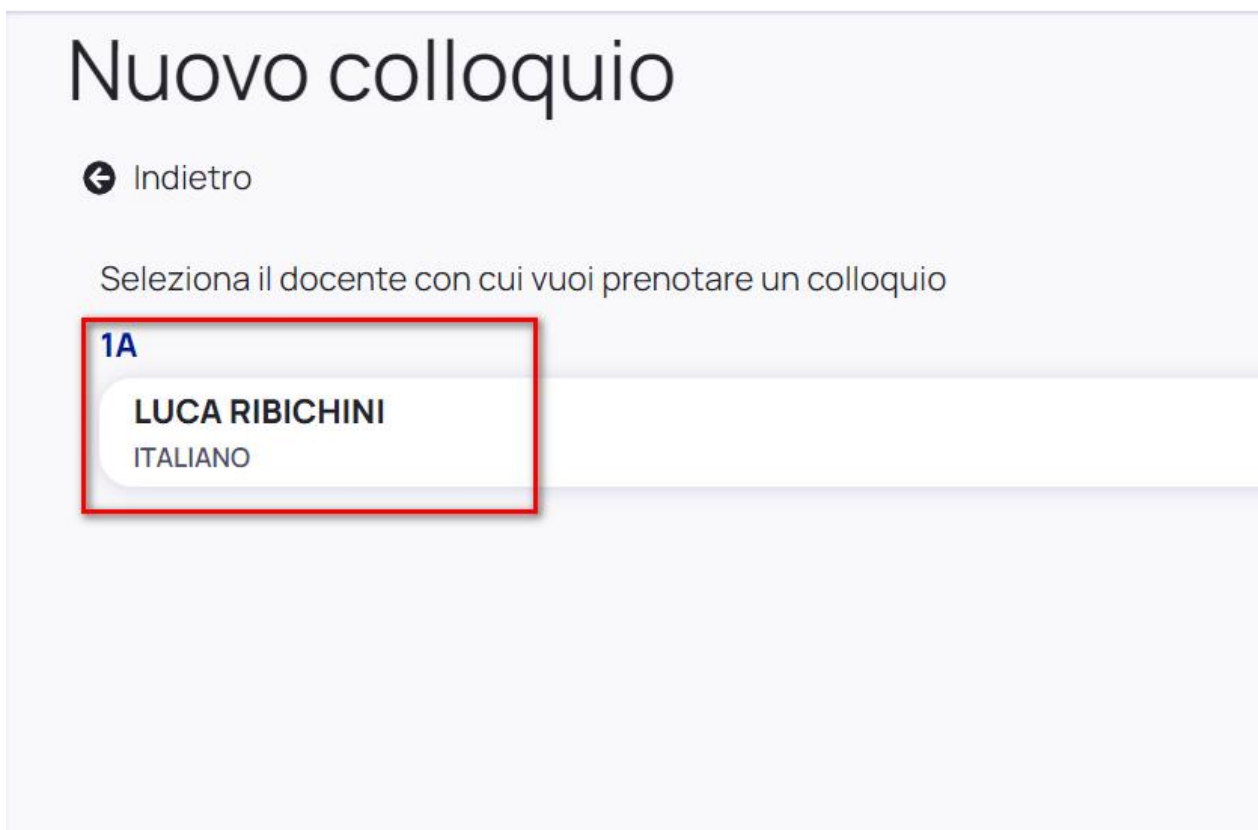 Nuovo colloquio
Indietro
Seleziona il docente con cui vuoi prenotare un colloquio
1A
LUCA RIBICHINI
ITALIANO